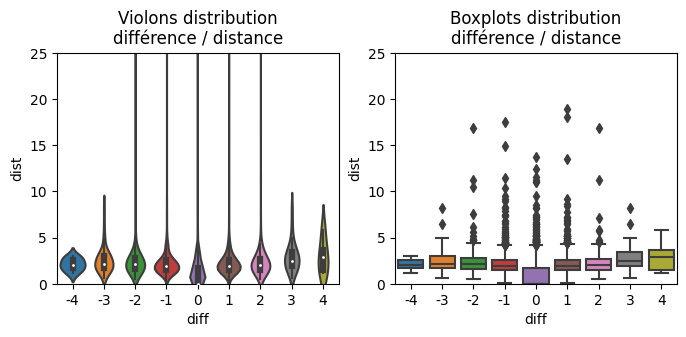 Violons distribution
différence / distance
25
20
15
10
5
0
dist
-4 -3 -2 -1 0 1 2 3 4
diff
Boxplots distribution
différence / distance
25
20
15
10
5
0
dist
-4 -3 -2 -1 0 1 2 3 4
diff